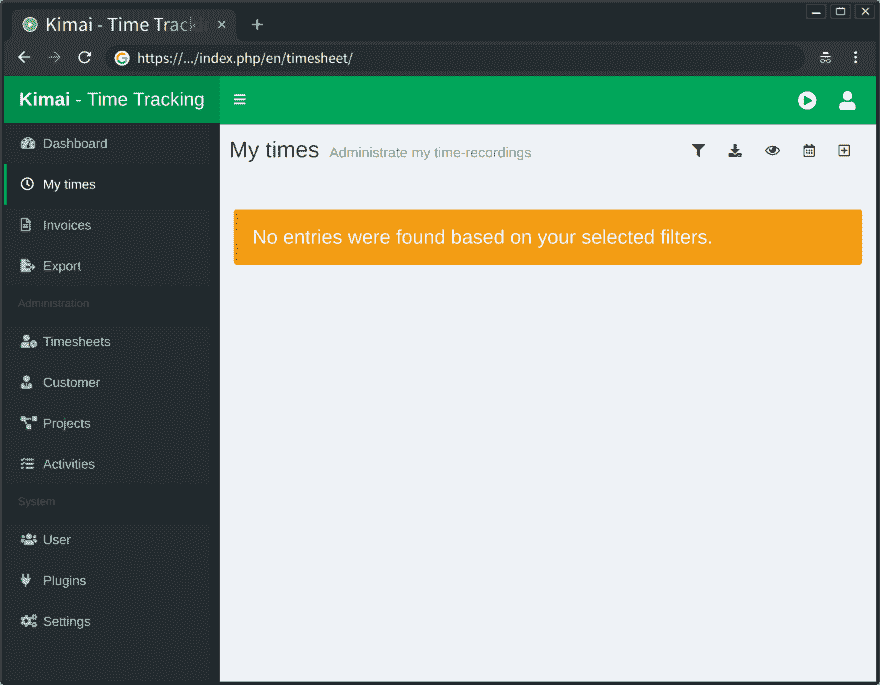 Kimai - Time Tracki
https://.../index.php/en/timesheet/
Kimai - Time Tracking
Dashboard
My times
Invoices
Export
Administration
Timesheets
Customer
Projects
Activities
System
User
Plugins
Settings
My times Administrate my time-recordings
No entries were found based on your selected filters.